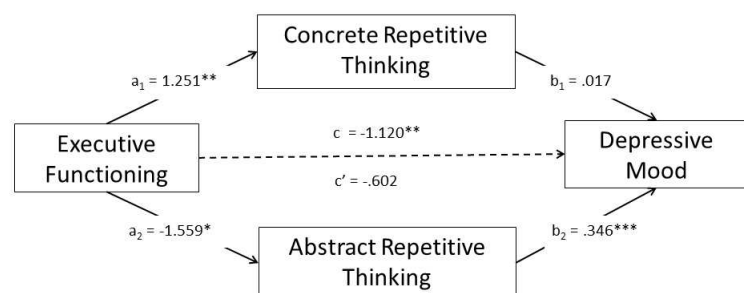 Concrete Repetitive
Thinking
a₁ = 1.251**
b₁ = .017
Executive
Functioning
c = -1.120**
c’ = -.602
Depressive
Mood
a₂ = -1.559*
b₂ = .346***
Abstract Repetitive
Thinking